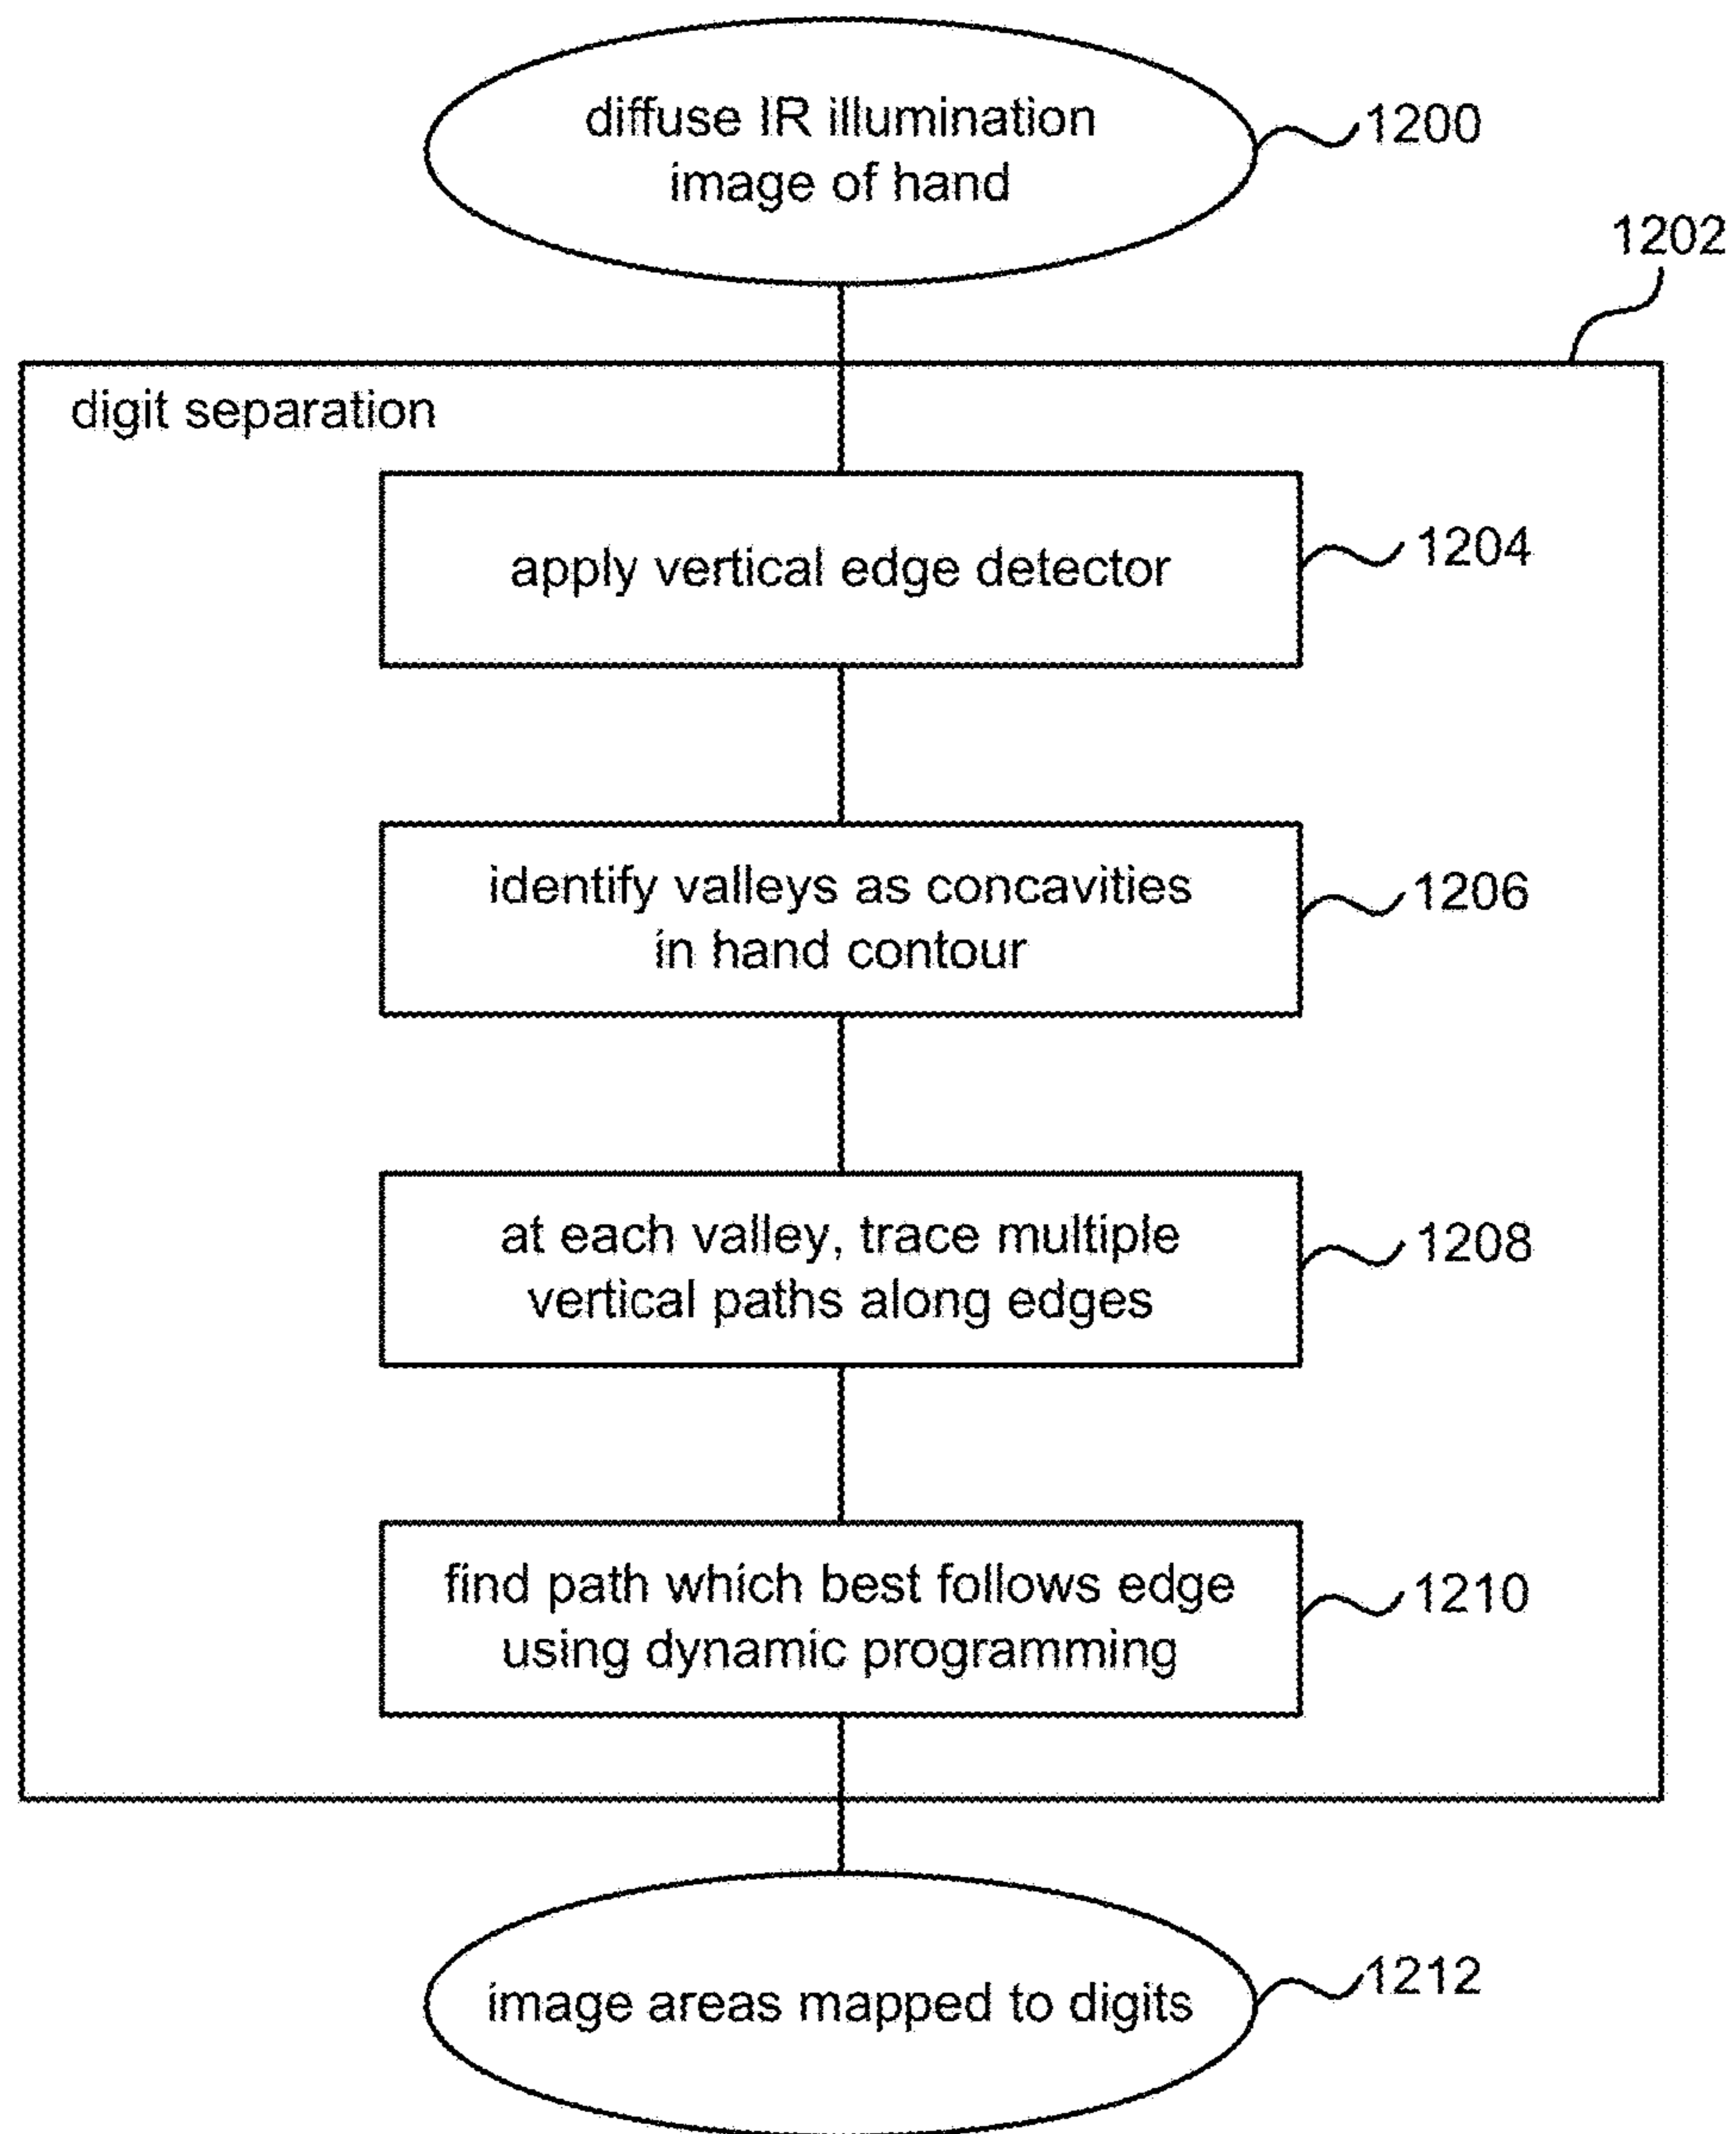 diffuse IR illumination
image of hand
1200
1202
digit separation
apply vertical edge detector
1204
identify valleys as concavities
in hand contour
1206
at each valley, trace multiple
vertical paths along edges
1208
find path which best follows edge
using dynamic programming
1210
image areas mapped to digits
1212